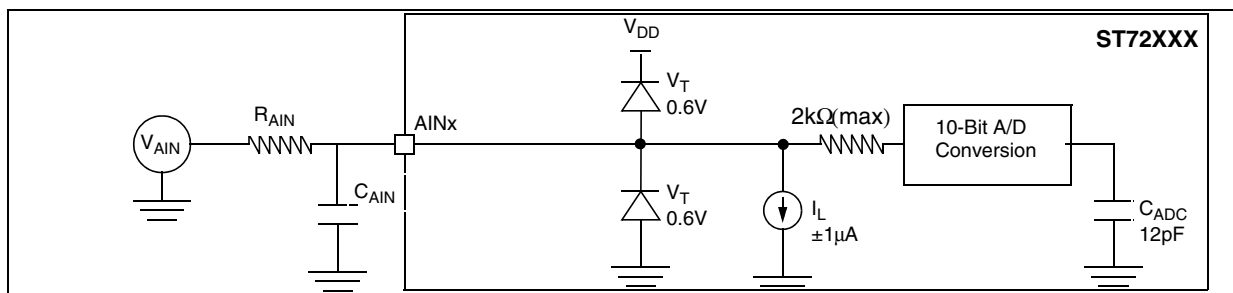 V_DD
ST72XXX
V_T
0.6V
R_AIN
AINx
2kΩ(max)
10-Bit A/D
Conversion
V_AIN
C_AIN
V_T
0.6V
I_L
±1μA
C_ADC
12pF